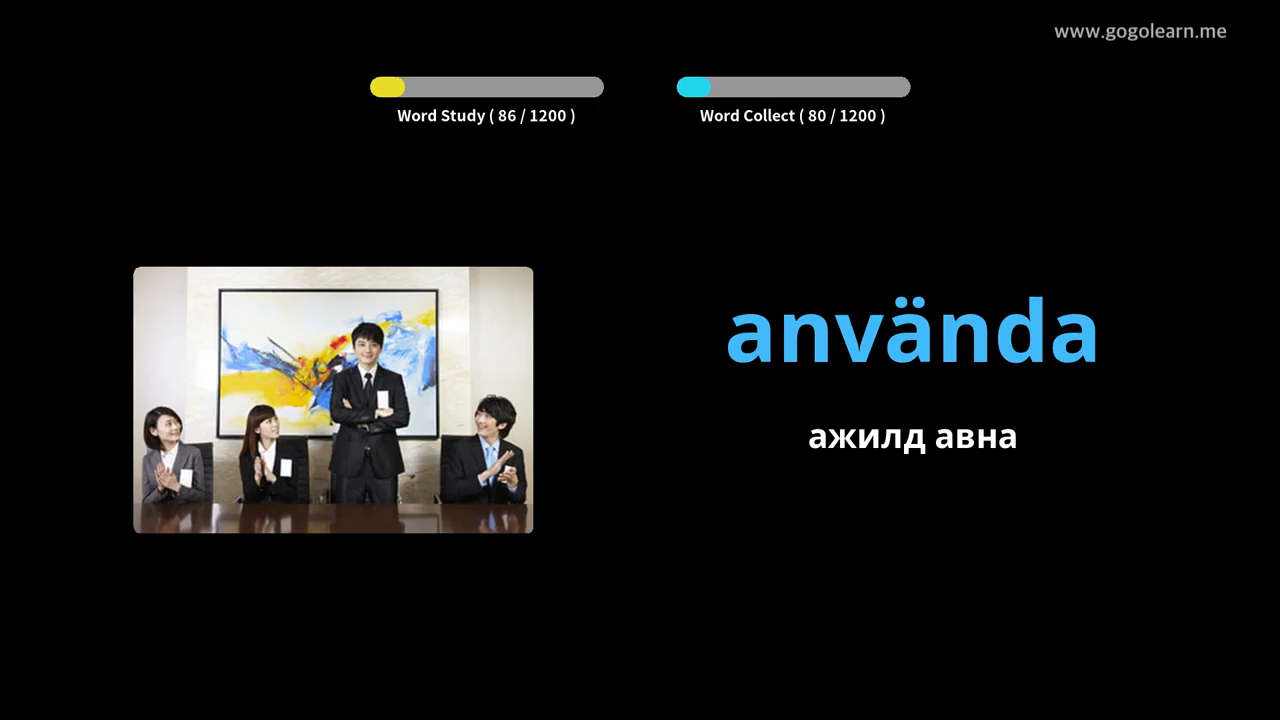 www.gogolearn.me
Word Study ( 86 / 1200 )
Word Collect ( 80 / 1200 )
använda
ажилд авна